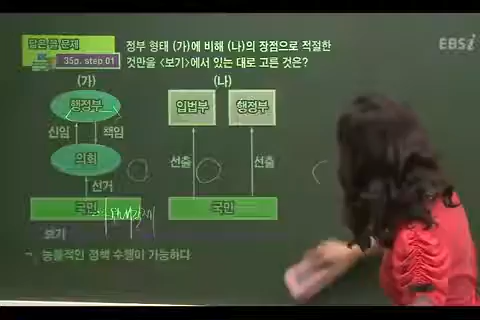 닮은 꼴 문제
35p. step 01
정부 형태 (가)에 비해 (나)의 장점으로 적절한
것만을 <보기>에서 있는 대로 고른 것은?
EBSi
(가)
(나)
행정부
입법부
행정부
신임
책임
의회
선출
선출
선거
국민
국민
보기
ㄱ. 능률적인 정책 수행이 가능하다